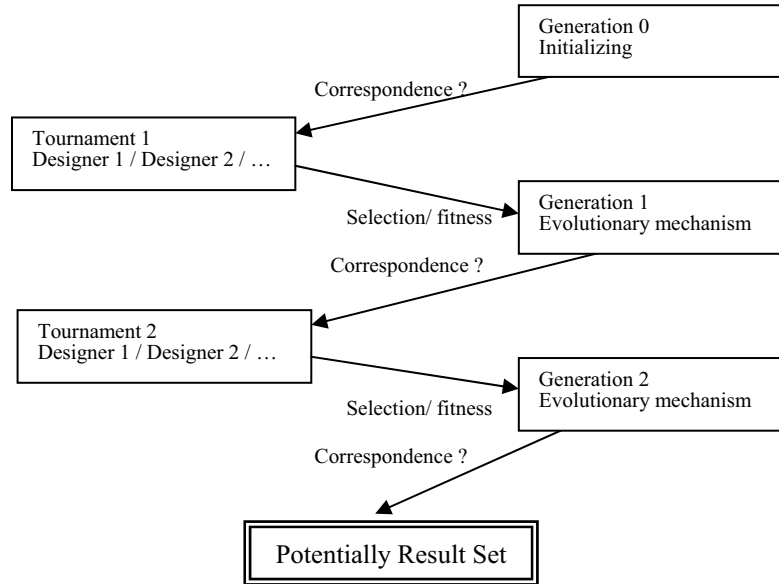 Generation 0
Initializing
Correspondence ?
Tournament 1
Designer 1 / Designer 2 / …
Selection/ fitness
Generation 1
Evolutionary mechanism
Correspondence ?
Tournament 2
Designer 1 / Designer 2 / …
Selection/ fitness
Generation 2
Evolutionary mechanism
Correspondence ?
Potentially Result Set